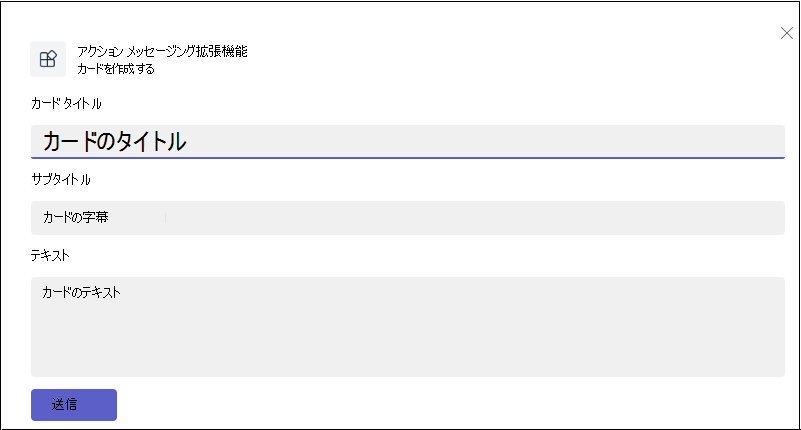 アクション メッセージング拡張機能
カードを作成する
カード タイトル
カードのタイトル
サブタイトル
カードの字幕
テキスト
カードのテキスト
送信